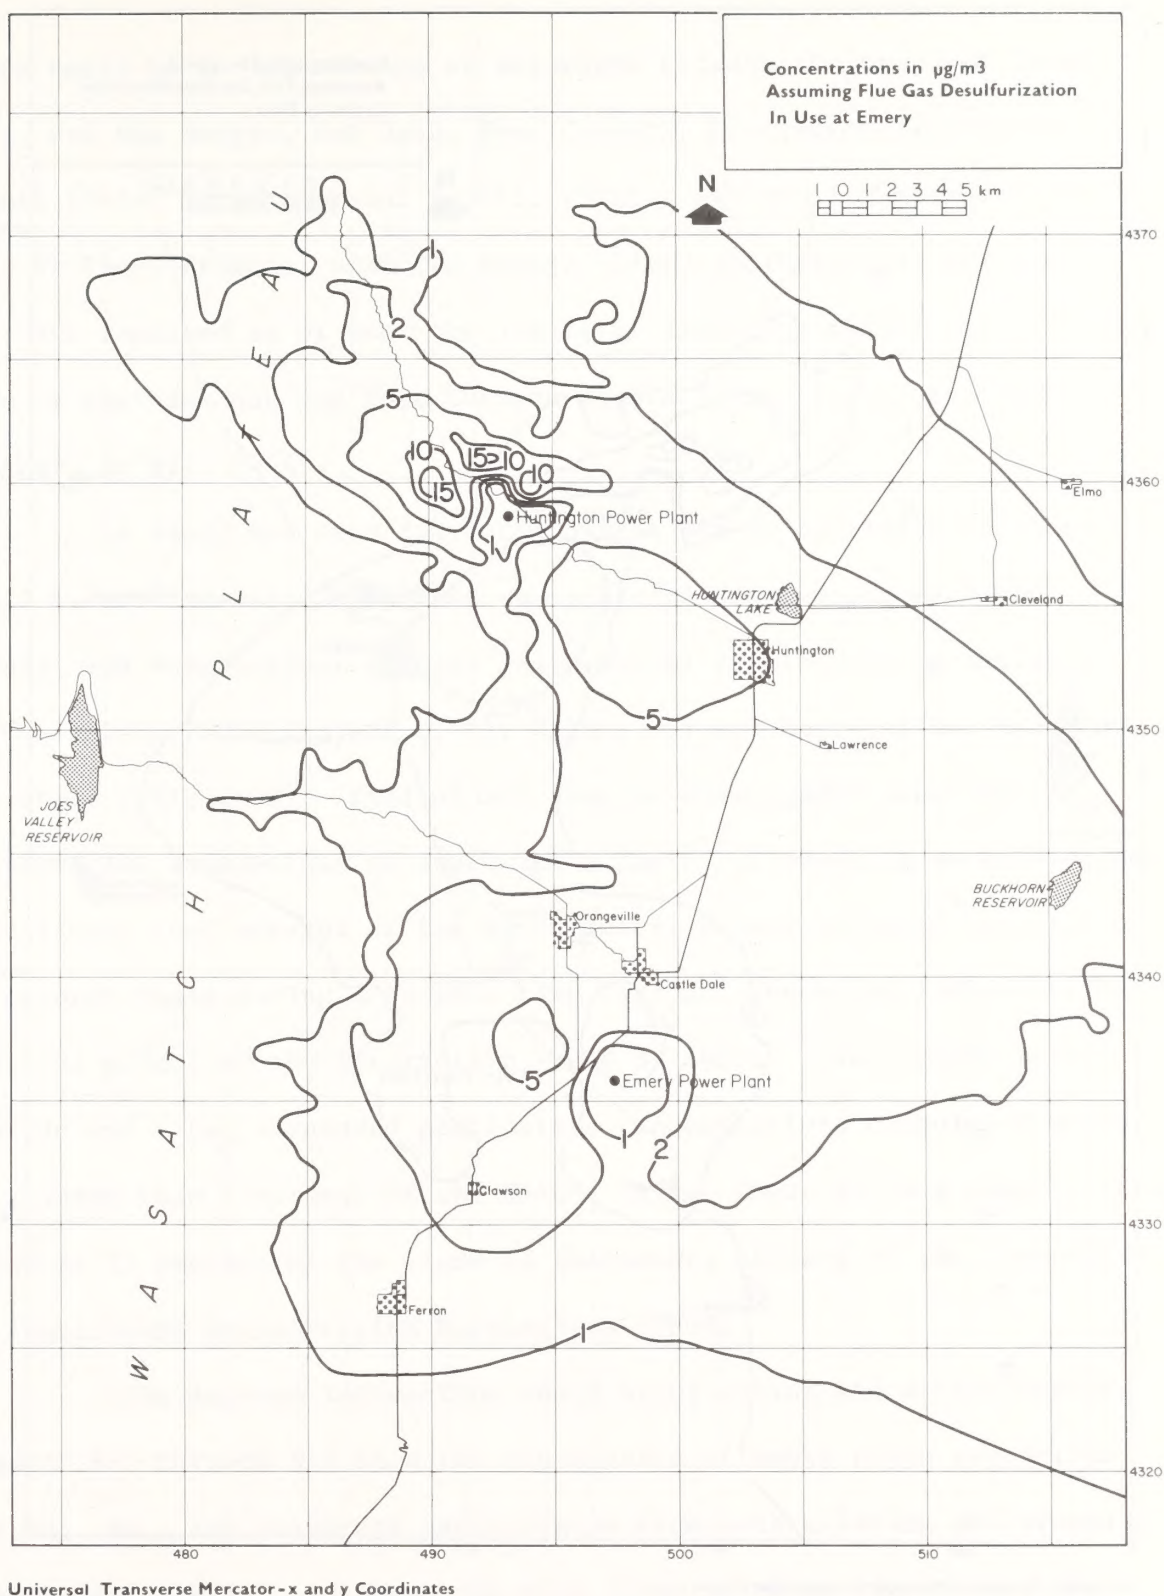 Concentrations in µg/m3
Assuming Flue Gas Desulfurization
In Use at Emery
N
1 0 1 2 3 4 5 km
WASATCH PLATEAU
4370
1
2
5
10
15
15>10
10
4360
Elmo
Huntington Power Plant
1
HUNTINGTON
LAKE
Cleveland
Huntington
5
4350
Lawrence
JOES
VALLEY
RESERVOIR
BUCKHORN
RESERVOIR
Orangeville
4340
Castle Dale
5
Emery Power Plant
1
2
Clawson
4330
Ferron
1
4320
480
490
500
510
Universal Transverse Mercator-x and y Coordinates